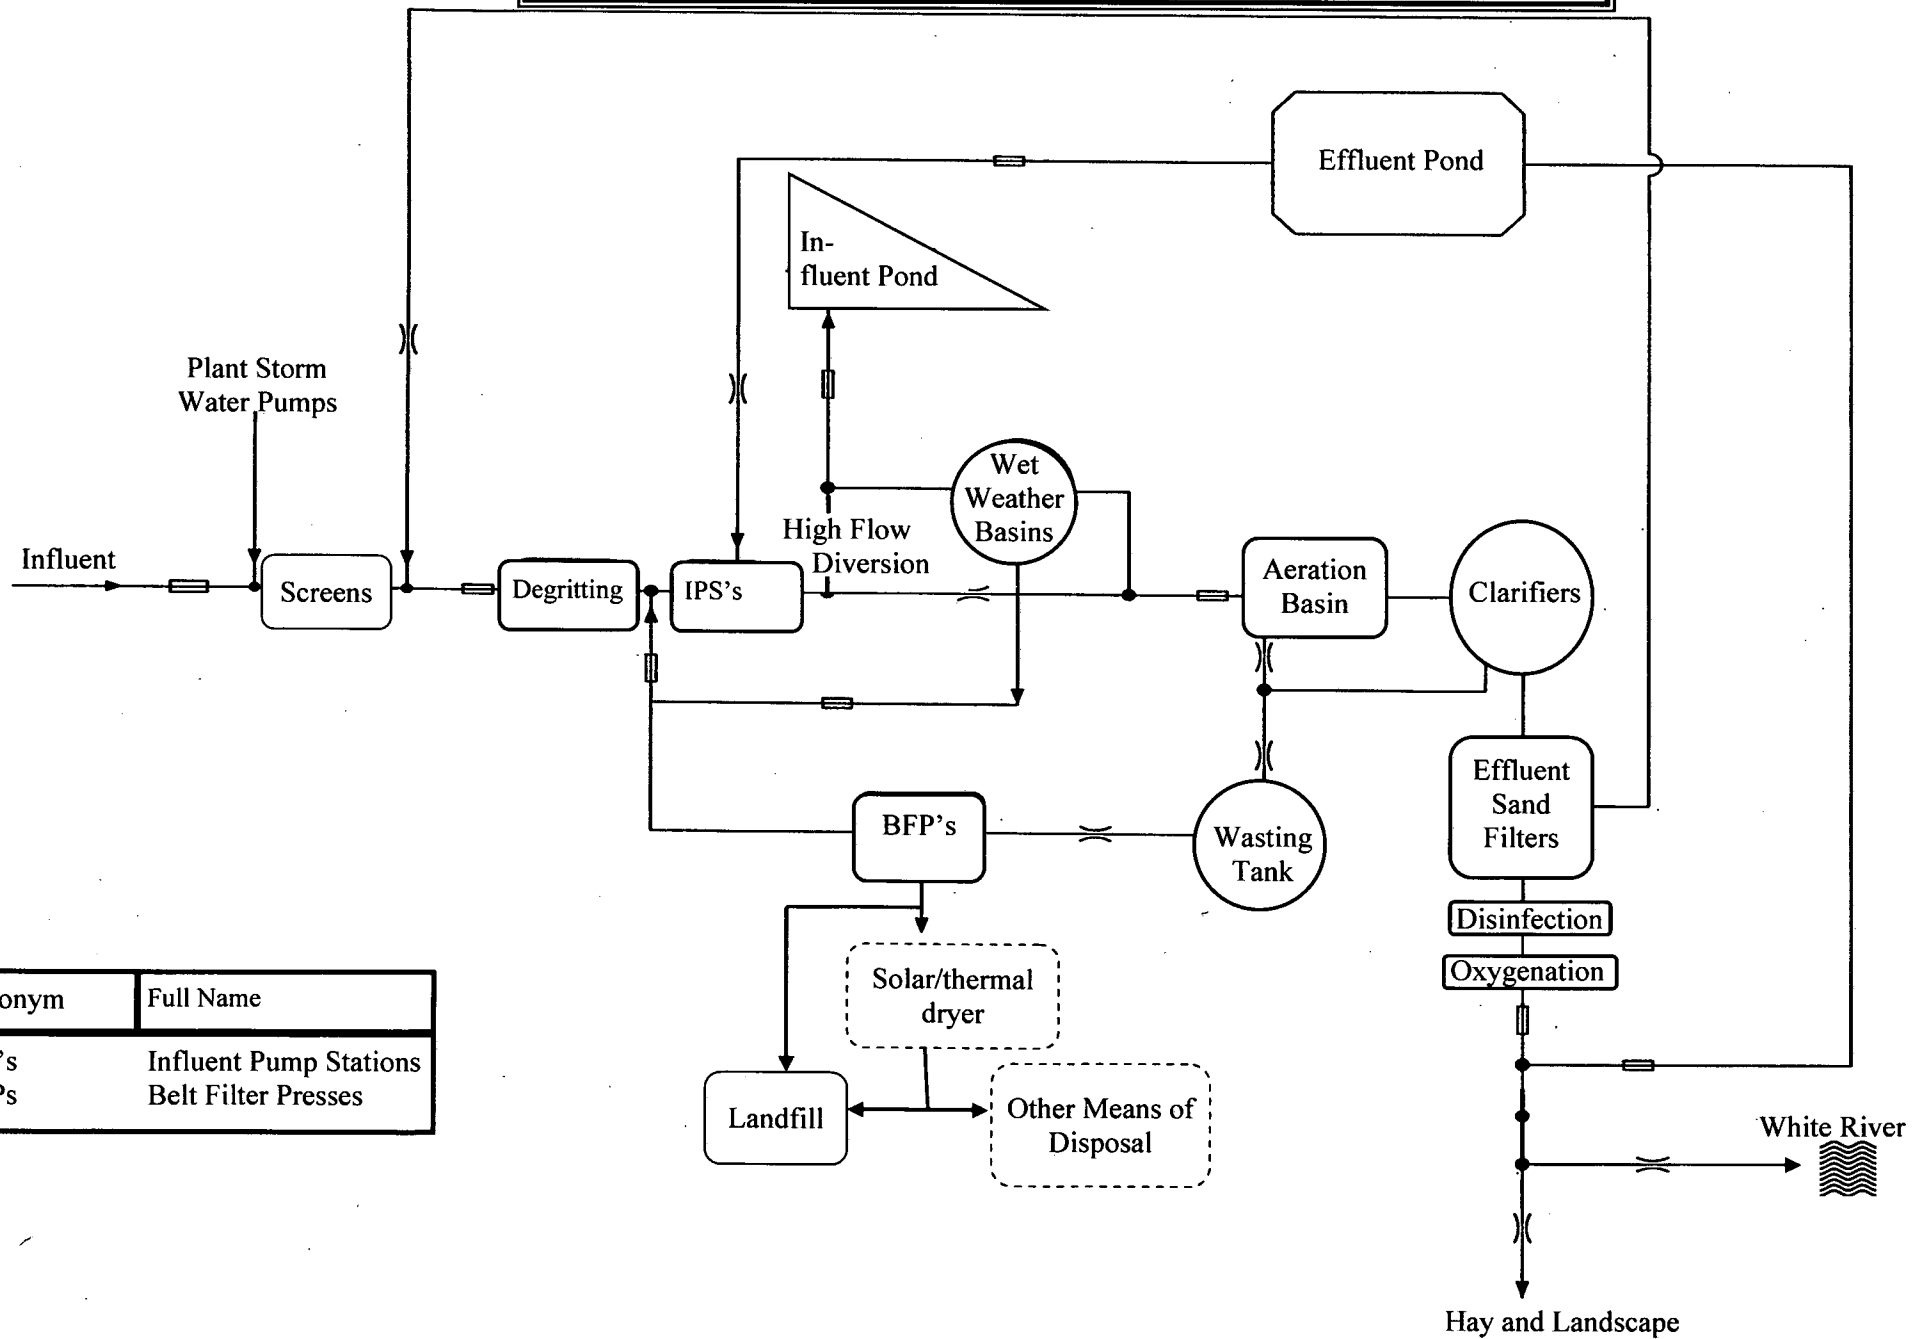 Effluent Pond
In-
fluent Pond
Plant Storm
Water Pumps
Wet
Weather
Basins
High Flow
Diversion
Influent
Screens
Degritting
IPS's
Aeration
Basin
Clarifiers
Effluent
Sand
Filters
BFP's
Wasting
Tank
Disinfection
Oxygenation
Solar/thermal
dryer
onym Full Name
's Influent Pump Stations
Ps Belt Filter Presses
Landfill
Other Means of
Disposal
White River
Hay and Landscape